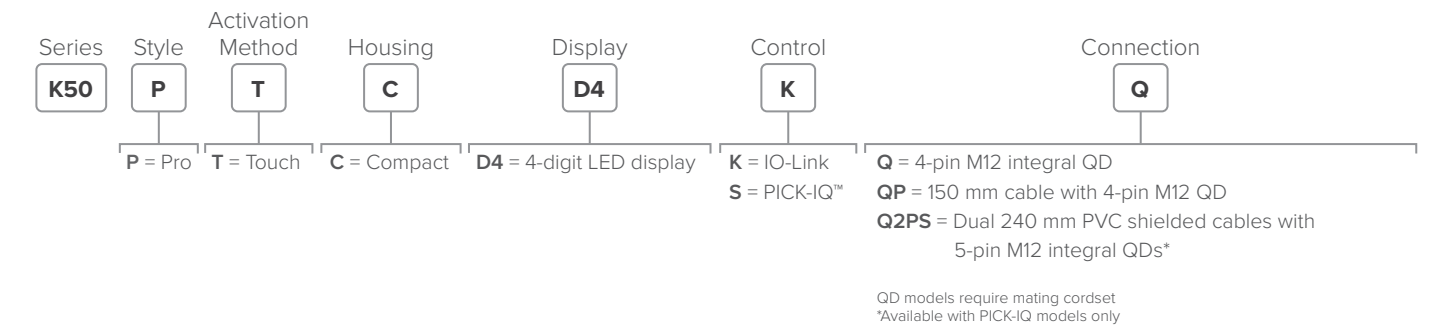 Activation
Series Style Method Housing Display Control Connection
K50 P T C D4 K Q
P = Pro T = Touch C = Compact D4 = 4-digit LED display K = IO-Link Q = 4-pin M12 integral QD
S = PICK-IQ™ QP = 150 mm cable with 4-pin M12 QD
Q2PS = Dual 240 mm PVC shielded cables with
5-pin M12 integral QDs*
QD models require mating cordset
*Available with PICK-IQ models only